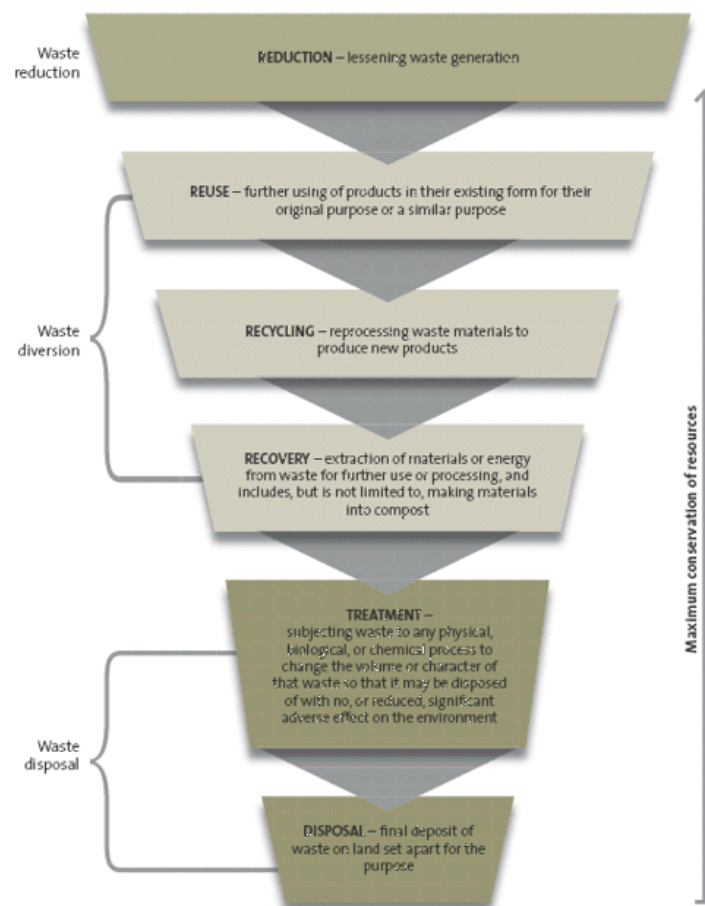 Waste
reduction
REDUCTION – lessening waste generation
REUSE – further using of products in their existing form for their
original purpose or a similar purpose
Waste
diversion
RECYCLING – reprocessing waste materials to
produce new products
RECOVERY – extraction of materials or energy
from waste for further use or processing, and
includes, but is not limited to, making materials
into compost
TREATMENT –
subjecting waste to any physical,
biological, or chemical process to
change the volume or character of
that waste so that it may be disposed
of with no, or reduced, significant
adverse effect on the environment
Waste
disposal
DISPOSAL – final deposit of
waste on land set apart for the
purpose
Maximum conservation of resources